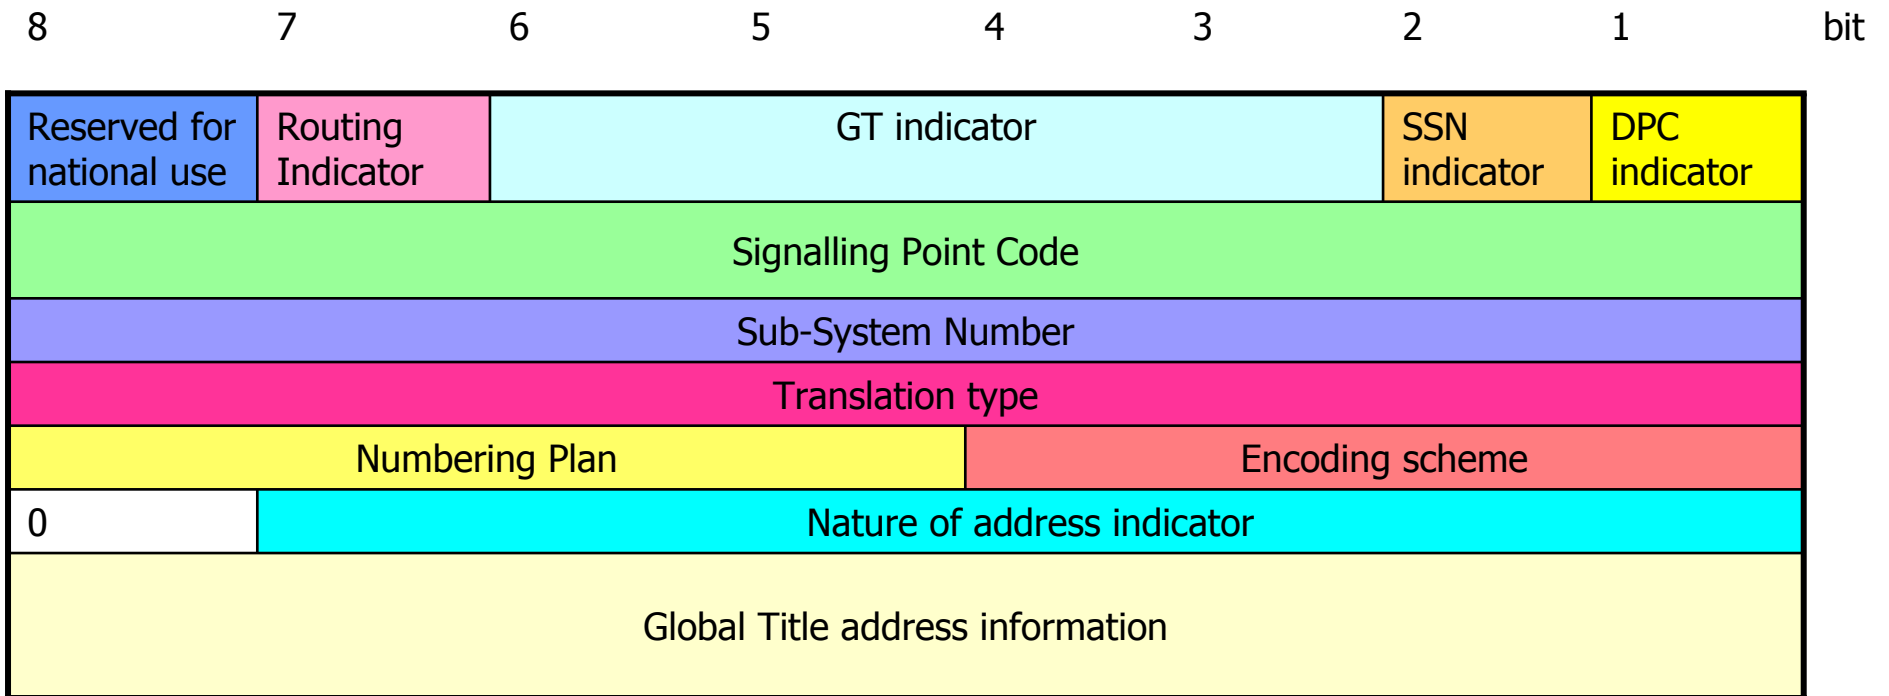 8 7 6 5 4 3 2 1 bit
Reserved for national use
Routing Indicator
GT indicator
SSN indicator
DPC indicator
Signalling Point Code
Sub-System Number
Translation type
Numbering Plan
Encoding scheme
0
Nature of address indicator
Global Title address information